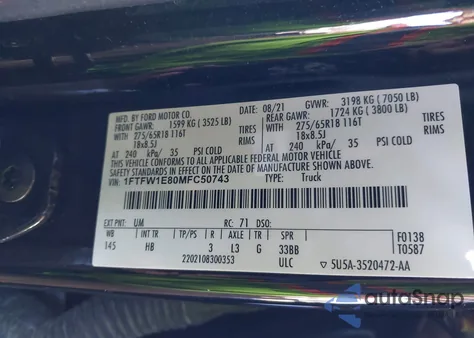 MFD. BY FORD MOTOR CO. 08/21 GVWR: 3198 KG ( 7050 LB)
FRONT GAWR: 1599 KG ( 3525 LB) REAR GAWR: 1724 KG ( 3800 LB)
WITH 275/65R18 116T TIRES WITH 275/65R18 116T TIRES
18x8.5J RIMS 18x8.5J RIMS
AT 240 kPa/ 35 PSI COLD AT 240 kPa/ 35 PSI COLD
THIS VEHICLE CONFORMS TO ALL APPLICABLE FEDERAL MOTOR VEHICLE
SAFETY STANDARDS IN EFFECT ON THE DATE OF MANUFACTURE SHOWN ABOVE.
VIN: 1FTFW1E80MFC50743 TYPE: Truck
EXT PNT: UM RC: 71 DSO: F0138
WB INT TR TP/PS R AXLE TR SPR T0587
145 HB 3 L3 G 33BB
2202108300353 ULC 5U5A-3520472-AA
autoSnap